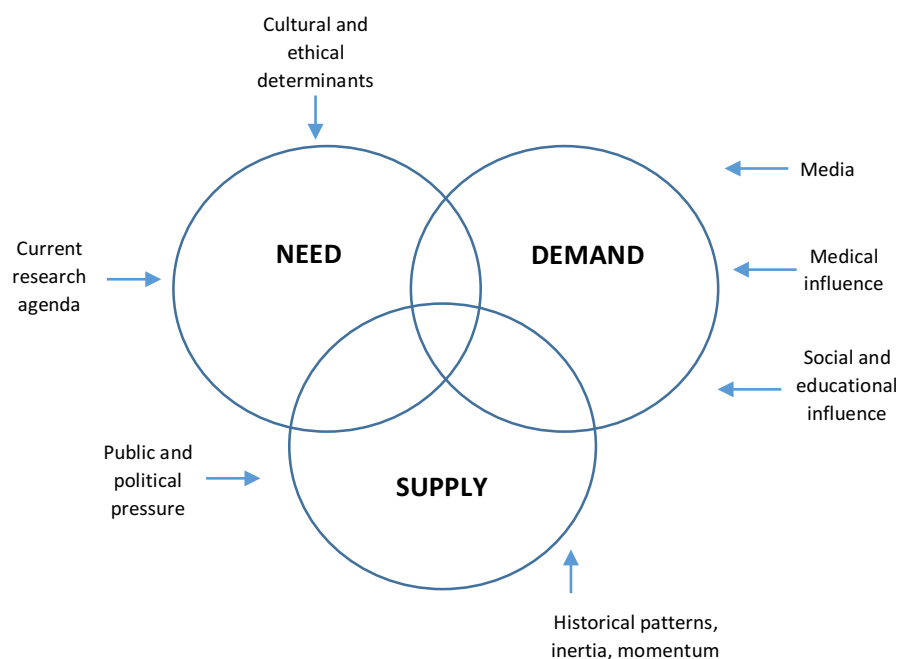 Cultural and
ethical
determinants
Media
NEED
DEMAND
Current
research
agenda
Medical
influence
Social and
educational
influence
Public and
political
pressure
SUPPLY
Historical patterns,
inertia, momentum